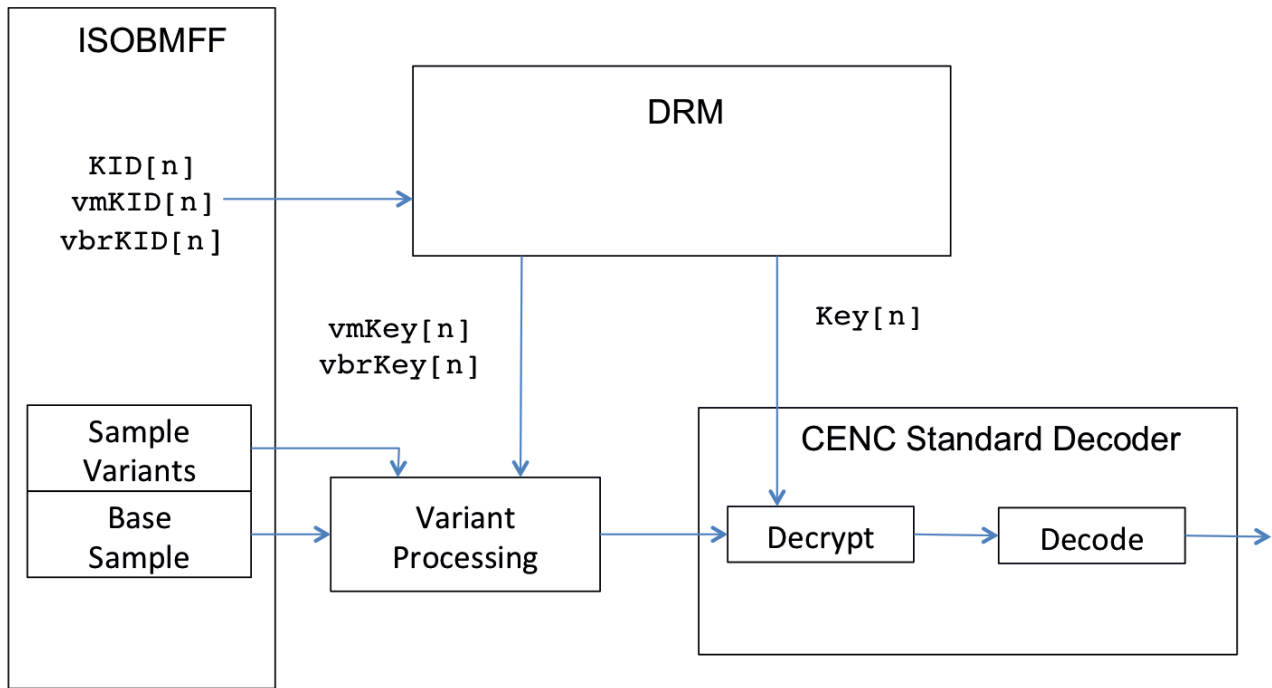 ISOBMFF
DRM
KID[n]
vmKID[n]
vbrKID[n]
vmKey[n]
vbrKey[n]
Key[n]
Sample
Variants
Base
Sample
Variant
Processing
CENC Standard Decoder
Decrypt
Decode